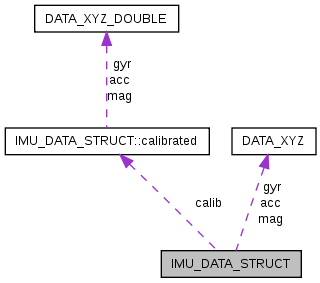 DATA_XYZ_DOUBLE
gyr
acc
mag
IMU_DATA_STRUCT::calibrated
DATA_XYZ
calib
gyr
acc
mag
IMU_DATA_STRUCT